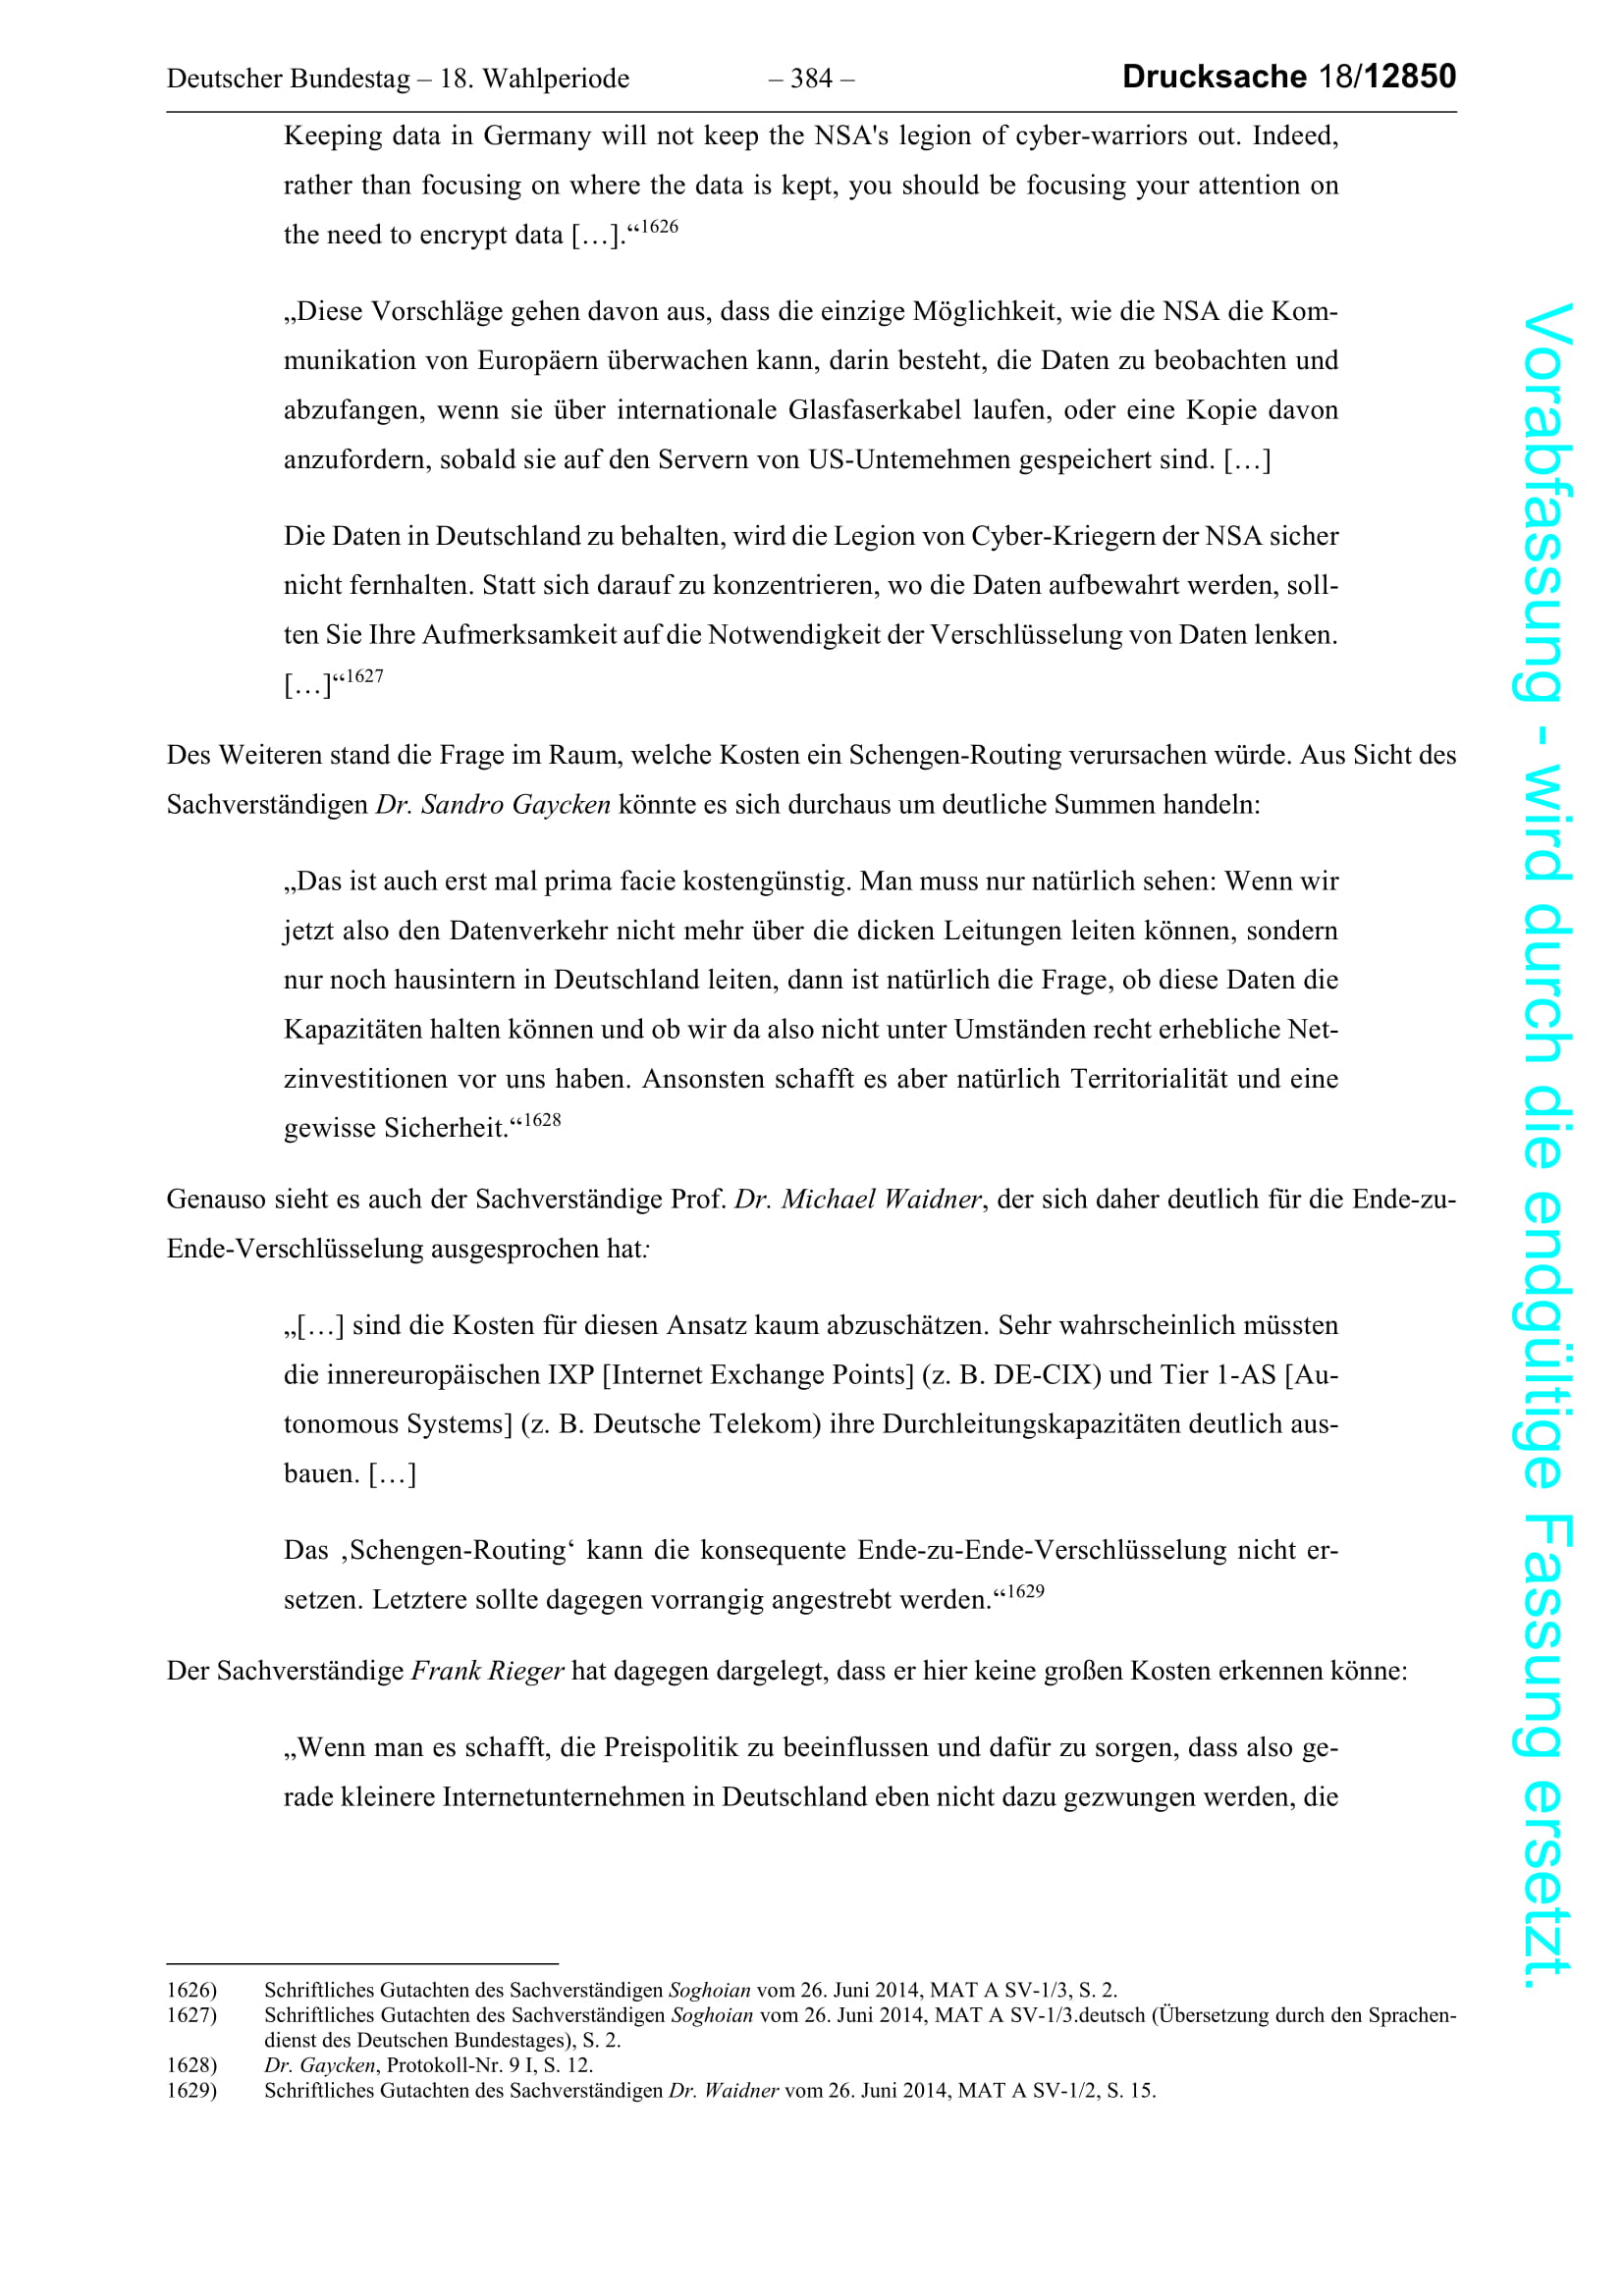 Deutscher Bundestag – 18. Wahlperiode – 384 – Drucksache 18/12850
Keeping data in Germany will not keep the NSA's legion of cyber-warriors out. Indeed,
rather than focusing on where the data is kept, you should be focusing your attention on
the need to encrypt data […].“1626
„Diese Vorschläge gehen davon aus, dass die einzige Möglichkeit, wie die NSA die Kom-
munikation von Europäern überwachen kann, darin besteht, die Daten zu beobachten und
abzufangen, wenn sie über internationale Glasfaserkabel laufen, oder eine Kopie davon
anzufordern, sobald sie auf den Servern von US-Untemehmen gespeichert sind. […]
Die Daten in Deutschland zu behalten, wird die Legion von Cyber-Kriegern der NSA sicher
nicht fernhalten. Statt sich darauf zu konzentrieren, wo die Daten aufbewahrt werden, soll-
ten Sie Ihre Aufmerksamkeit auf die Notwendigkeit der Verschlüsselung von Daten lenken.
[…]“1627
Des Weiteren stand die Frage im Raum, welche Kosten ein Schengen-Routing verursachen würde. Aus Sicht des
Sachverständigen Dr. Sandro Gaycken könnte es sich durchaus um deutliche Summen handeln:
„Das ist auch erst mal prima facie kostengünstig. Man muss nur natürlich sehen: Wenn wir
jetzt also den Datenverkehr nicht mehr über die dicken Leitungen leiten können, sondern
nur noch hausintern in Deutschland leiten, dann ist natürlich die Frage, ob diese Daten die
Kapazitäten halten können und ob wir da also nicht unter Umständen recht erhebliche Net-
zinvestitionen vor uns haben. Ansonsten schafft es aber natürlich Territorialität und eine
gewisse Sicherheit.“1628
Genauso sieht es auch der Sachverständige Prof. Dr. Michael Waidner, der sich daher deutlich für die Ende-zu-
Ende-Verschlüsselung ausgesprochen hat:
„[…] sind die Kosten für diesen Ansatz kaum abzuschätzen. Sehr wahrscheinlich müssten
die innereuropäischen IXP [Internet Exchange Points] (z. B. DE-CIX) und Tier 1-AS [Au-
tonomous Systems] (z. B. Deutsche Telekom) ihre Durchleitungskapazitäten deutlich aus-
bauen. […]
Das ‚Schengen-Routing‘ kann die konsequente Ende-zu-Ende-Verschlüsselung nicht er-
setzen. Letztere sollte dagegen vorrangig angestrebt werden.“1629
Der Sachverständige Frank Rieger hat dagegen dargelegt, dass er hier keine großen Kosten erkennen könne:
„Wenn man es schafft, die Preispolitik zu beeinflussen und dafür zu sorgen, dass also ge-
rade kleinere Internetunternehmen in Deutschland eben nicht dazu gezwungen werden, die
1626) Schriftliches Gutachten des Sachverständigen Soghoian vom 26. Juni 2014, MAT A SV-1/3, S. 2.
1627) Schriftliches Gutachten des Sachverständigen Soghoian vom 26. Juni 2014, MAT A SV-1/3.deutsch (Übersetzung durch den Sprachen-
dienst des Deutschen Bundestages), S. 2.
1628) Dr. Gaycken, Protokoll-Nr. 9 I, S. 12.
1629) Schriftliches Gutachten des Sachverständigen Dr. Waidner vom 26. Juni 2014, MAT A SV-1/2, S. 15.
Vorabfassung - wird durch die endgültige Fassung ersetzt.